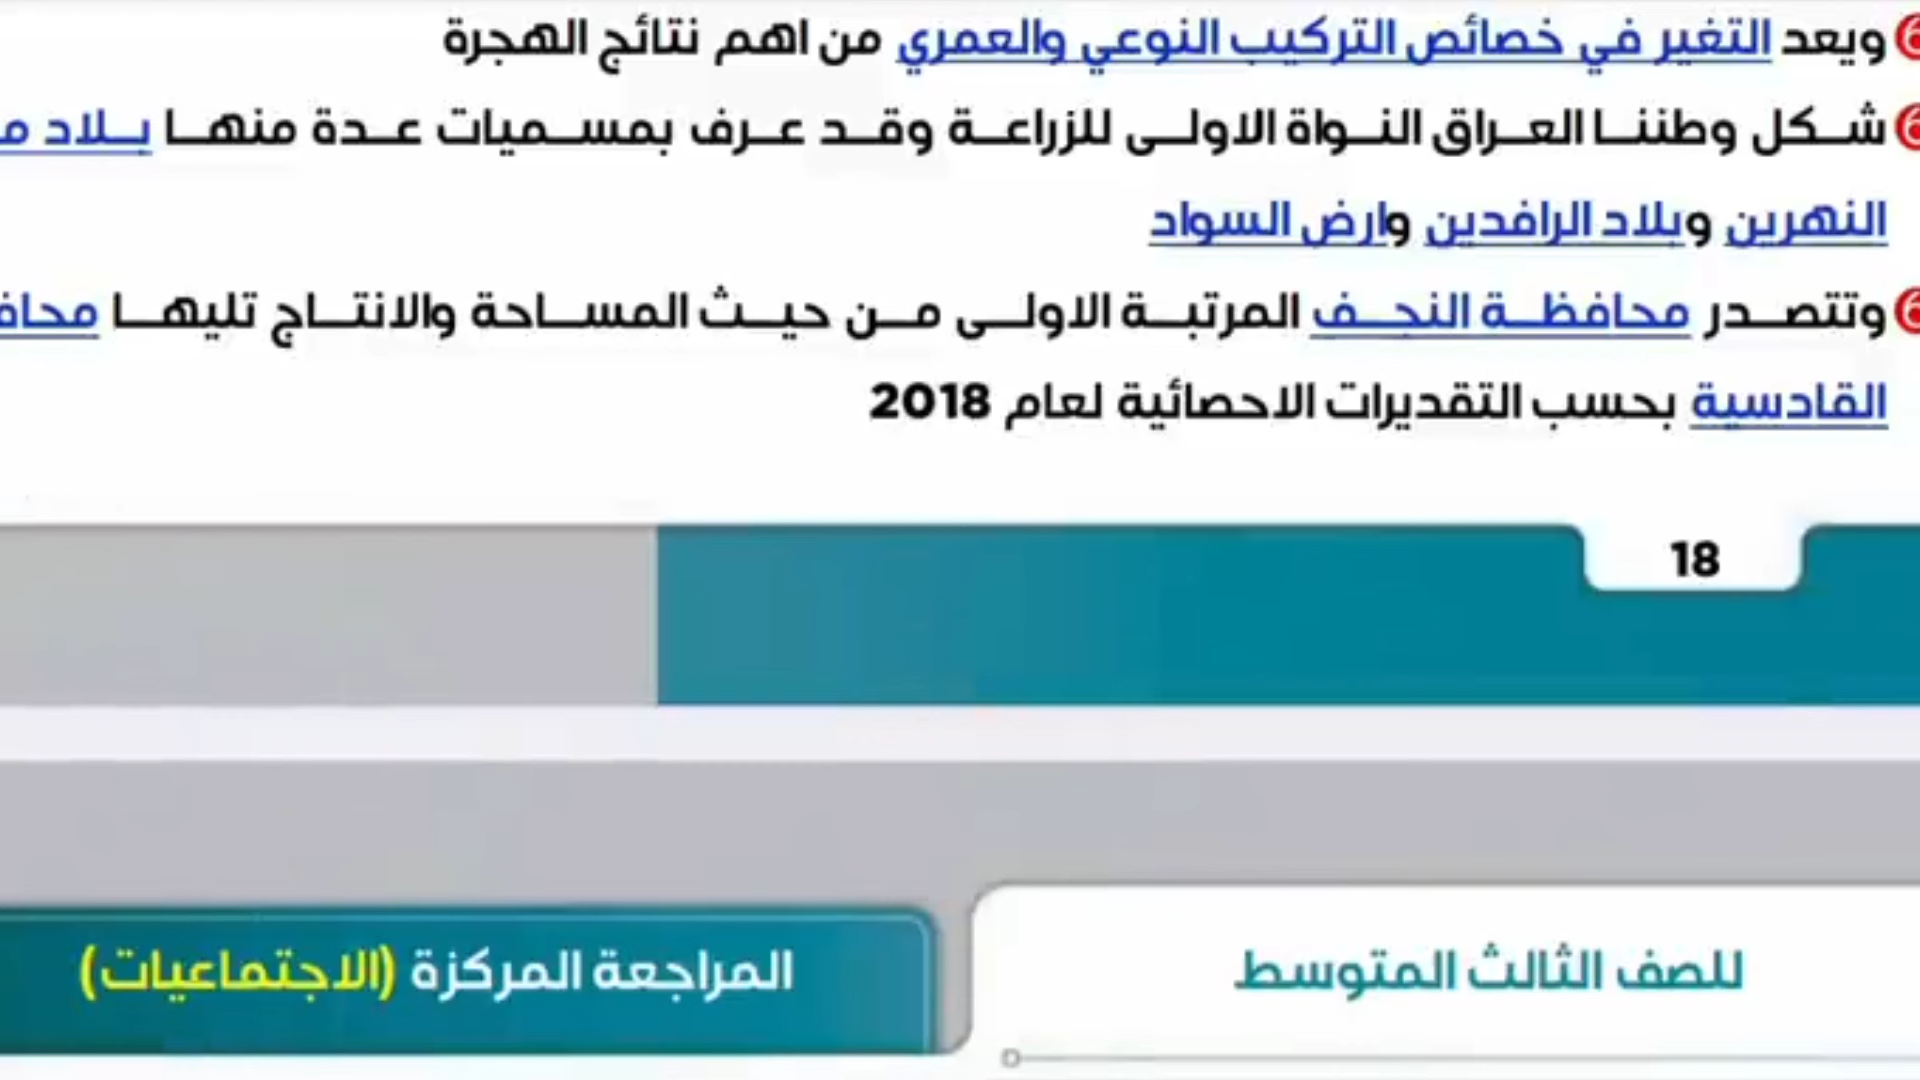 ويعد التغير في خصائص التركيب النوعي والعمري من اهم نتائج الهجرة
شكل وطننا العراق النواة الاولى للزراعة وقد عرف بمسميات عدة منها بلاد
النهرين وبلاد الرافدين وارض السواد
وتتصدر محافظة النجف المرتبة الاولى من حيث المساحة والانتاج تليها
القادسية بحسب التقديرات الاحصائية لعام 2018
18
للصف الثالث المتوسط
المراجعة المركزة (الاجتماعيات)